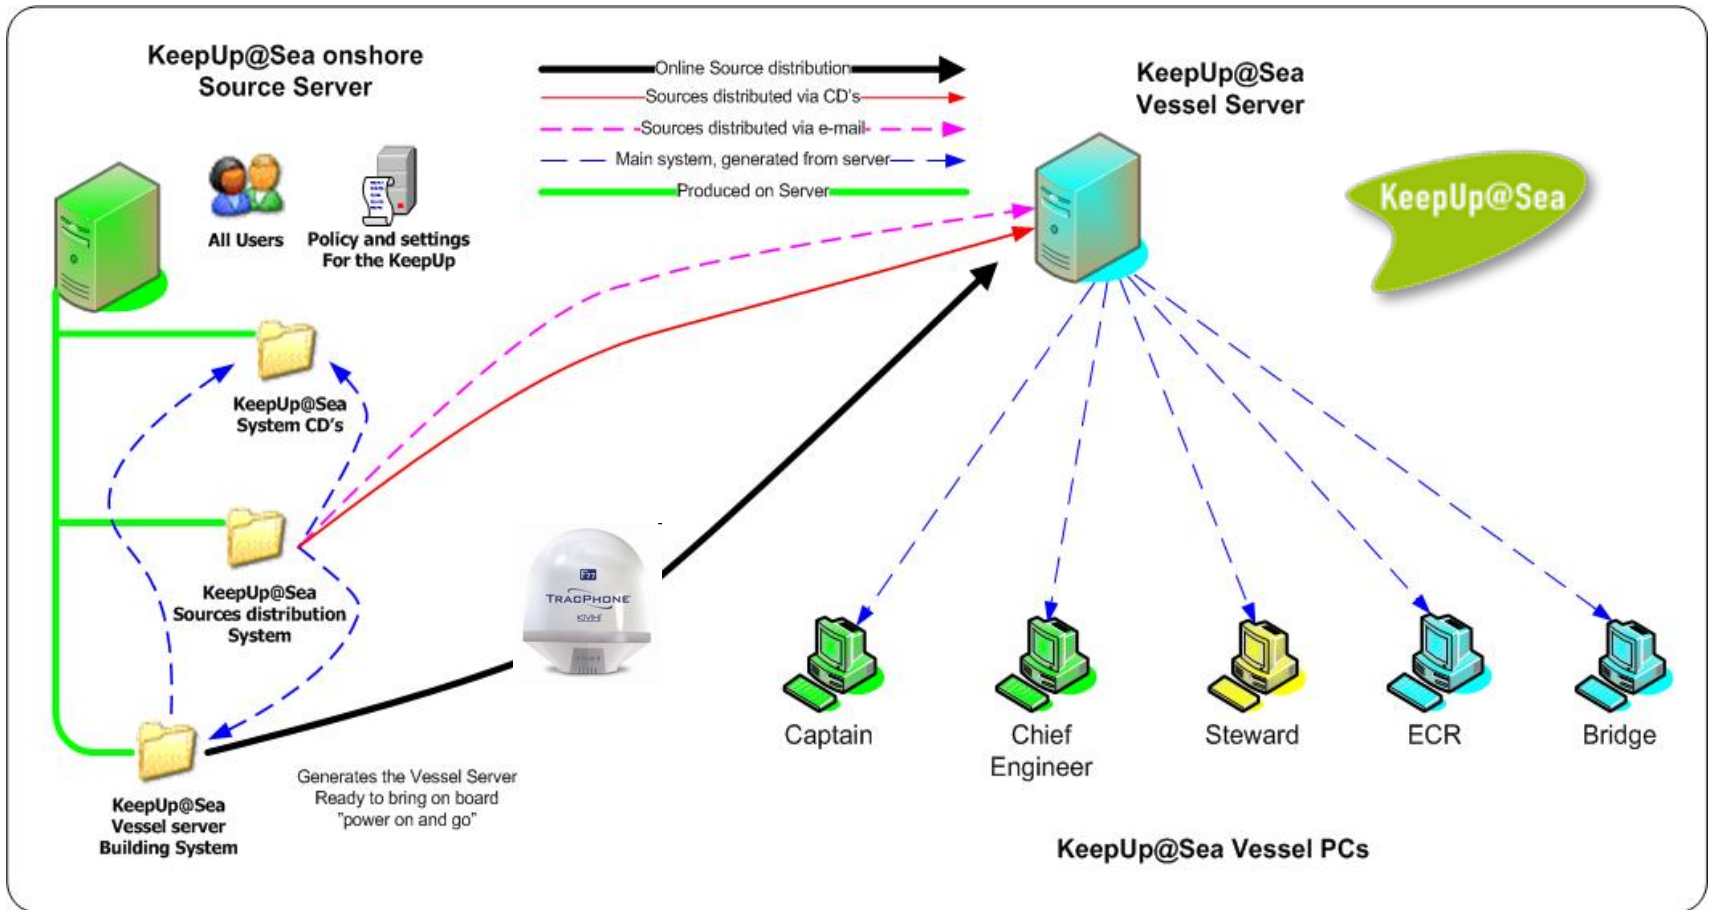 KeepUp@Sea onshore
Source Server
Online Source distribution
Sources distributed via CD's
Sources distributed via e-mail
Main system, generated from server
Produced on Server
KeepUp@Sea
Vessel Server
KeepUp@Sea
All Users
Policy and settings
For the KeepUp
KeepUp@Sea
System CD's
KeepUp@Sea
Sources distribution
System
F77
TRACPHONE
KVH
KeepUp@Sea
Vessel server
Building System
Generates the Vessel Server
Ready to bring on board
"power on and go"
Captain
Chief
Engineer
Steward
ECR
Bridge
KeepUp@Sea Vessel PCs